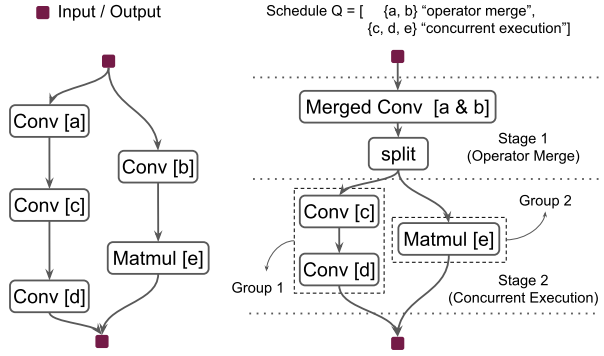 Input / Output
Conv [a]
Conv [b]
Conv [c]
Matmul [e]
Conv [d]
Schedule Q = [ {a, b} “operator merge”,
{c, d, e} “concurrent execution”]
Merged Conv [a & b]
split
Stage 1
(Operator Merge)
Conv [c]
Group 2
Matmul [e]
Conv [d]
Group 1
Stage 2
(Concurrent Execution)